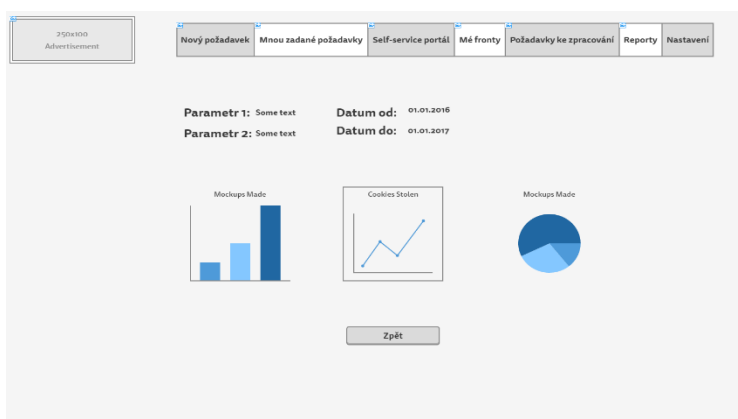 250x100
Advertisement
Nový požadavek Mnou zadané požadavky Self-service portál Mé fronty Požadavky ke zpracování Reporty Nastavení
Parametr 1: Some text Datum od: 01.01.2016
Parametr 2: Some text Datum do: 01.01.2017
Mockups Made Cookies Stolen Mockups Made
Zpět